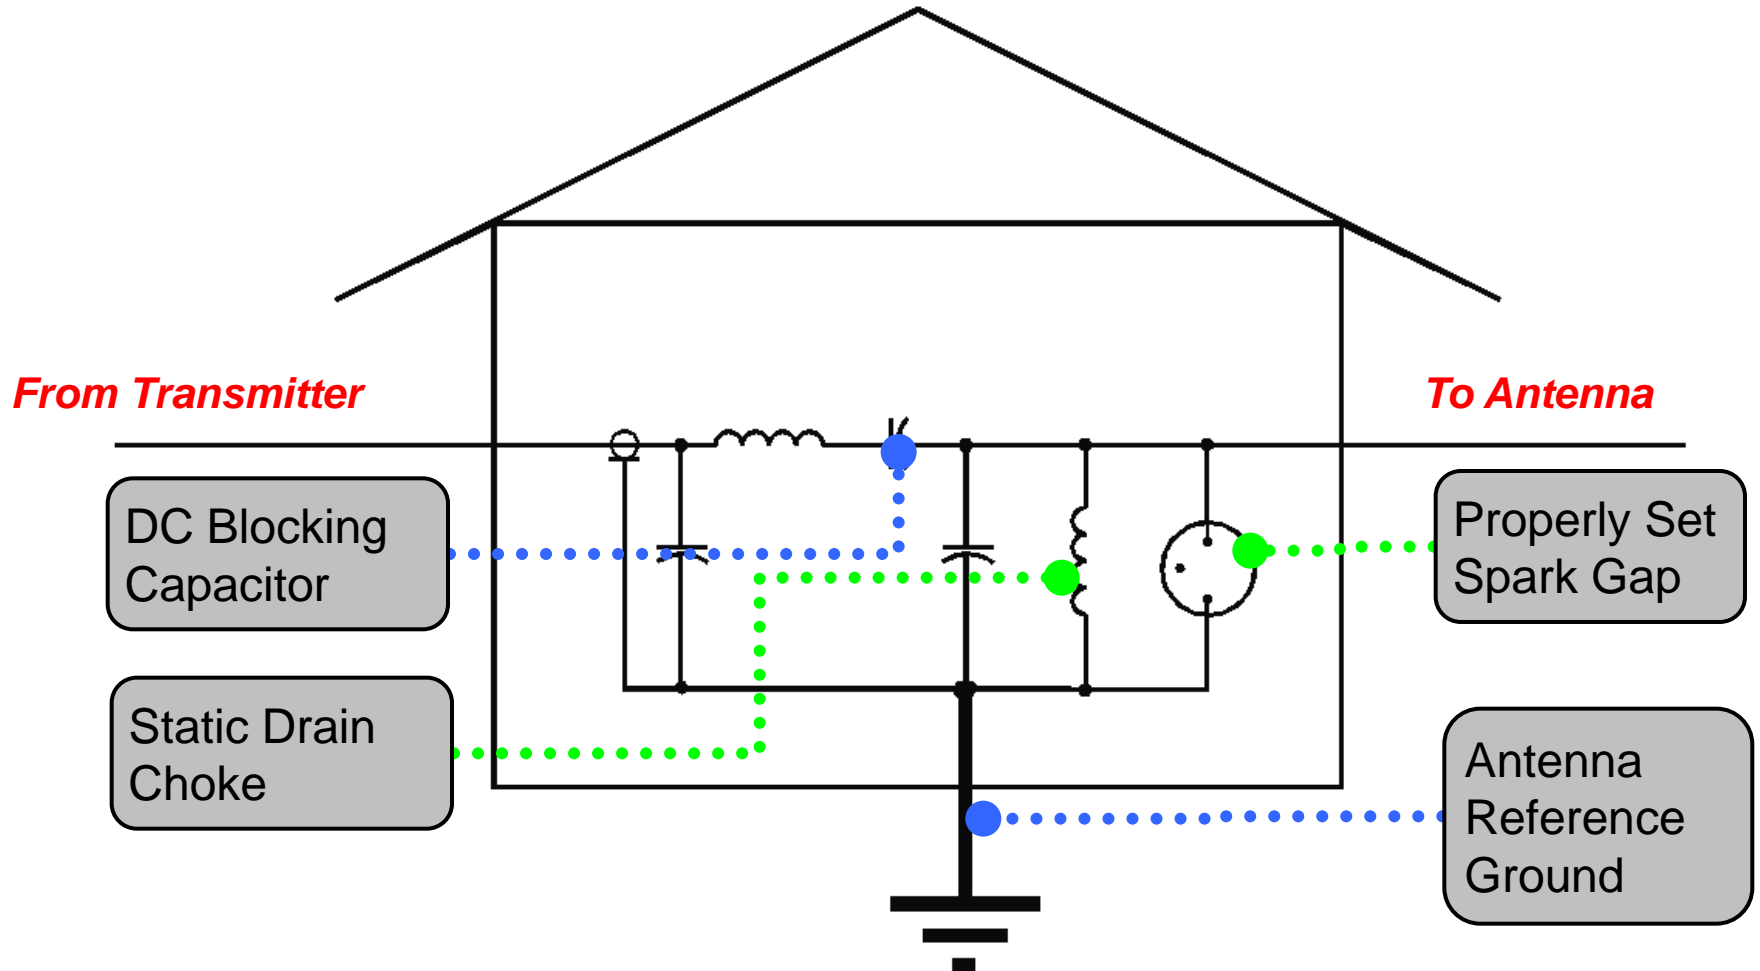 From Transmitter
To Antenna
DC Blocking
Capacitor
Properly Set
Spark Gap
Static Drain
Choke
Antenna
Reference
Ground